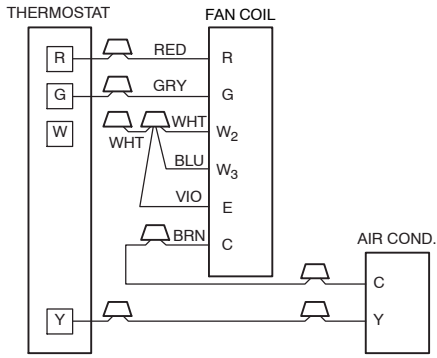 THERMOSTAT
FAN COIL
R
RED
R
G
GRY
G
W
WHT
WHT
W2
BLU
W3
VIO
E
BRN
C
AIR COND.
C
Y
Y